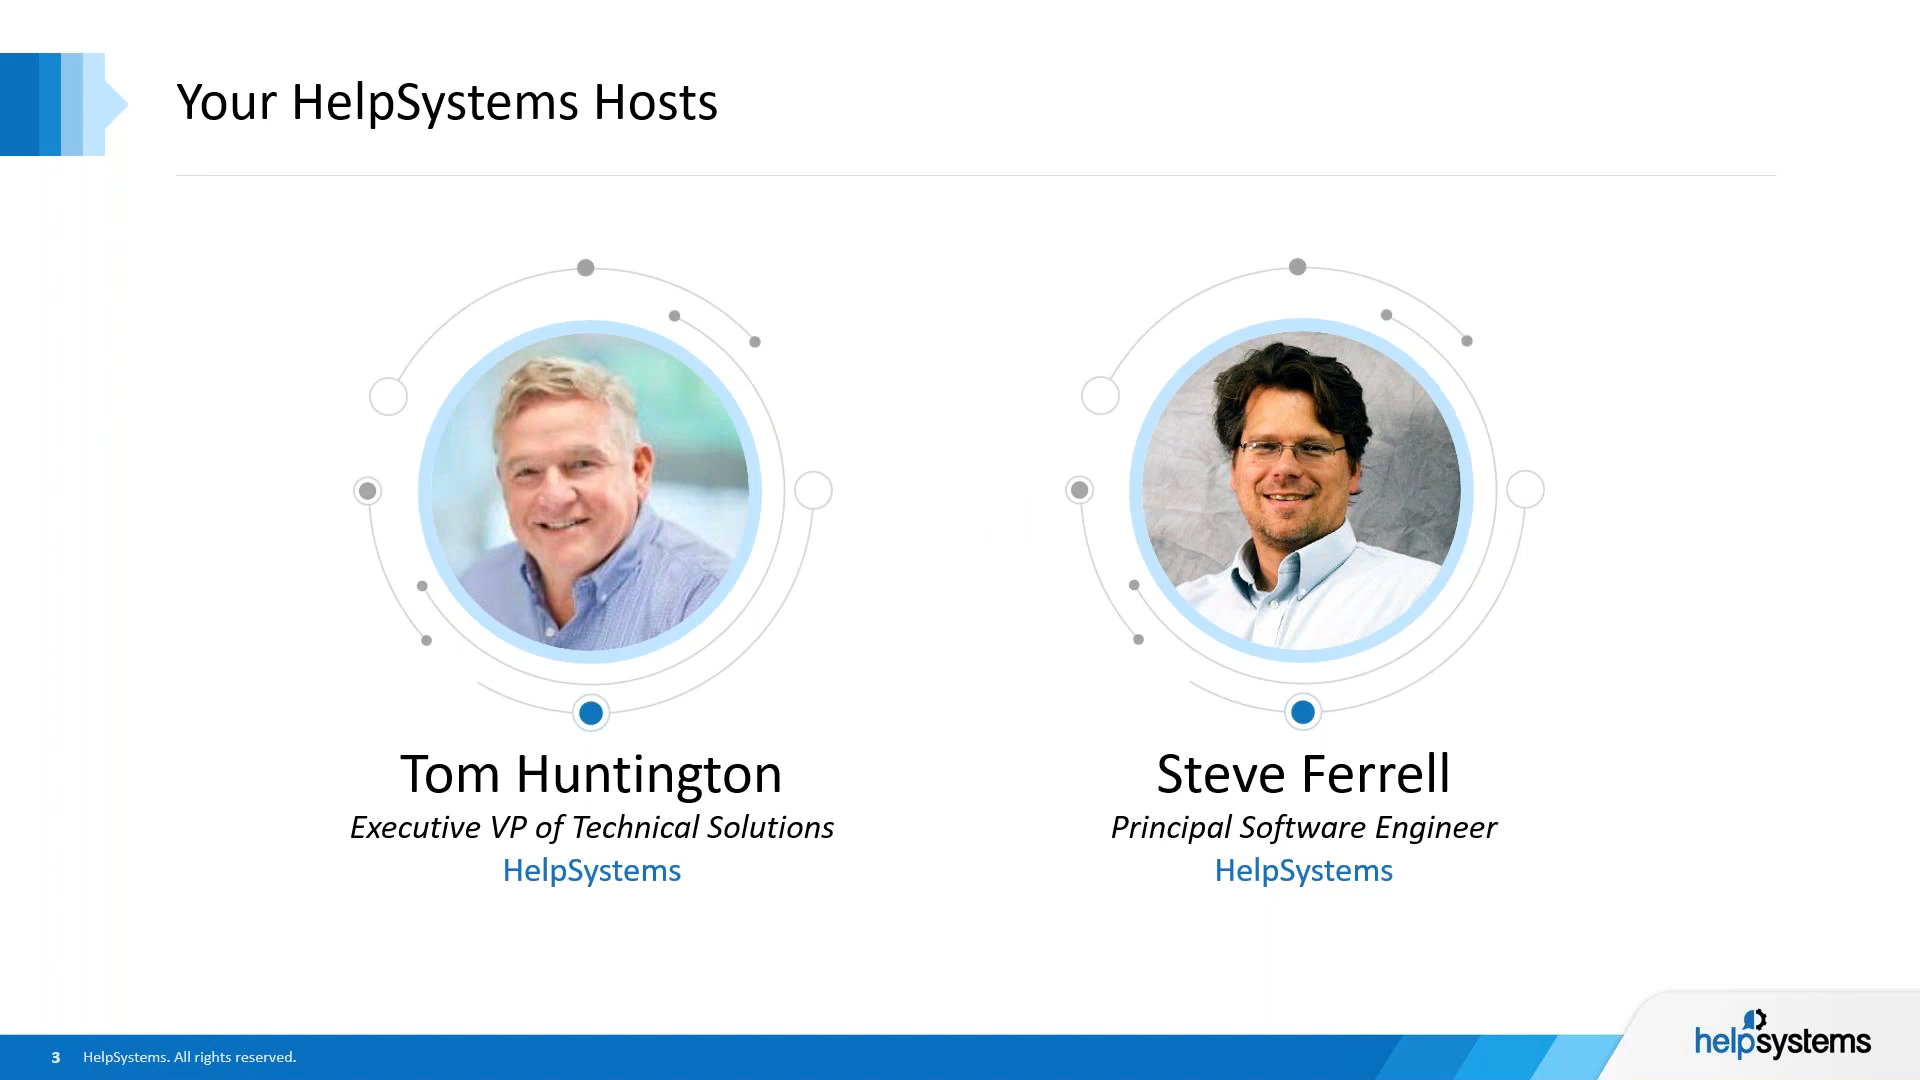 Your HelpSystems Hosts
Tom Huntington
Executive VP of Technical Solutions
HelpSystems
Steve Ferrell
Principal Software Engineer
HelpSystems
3 HelpSystems. All rights reserved.
helpsystems